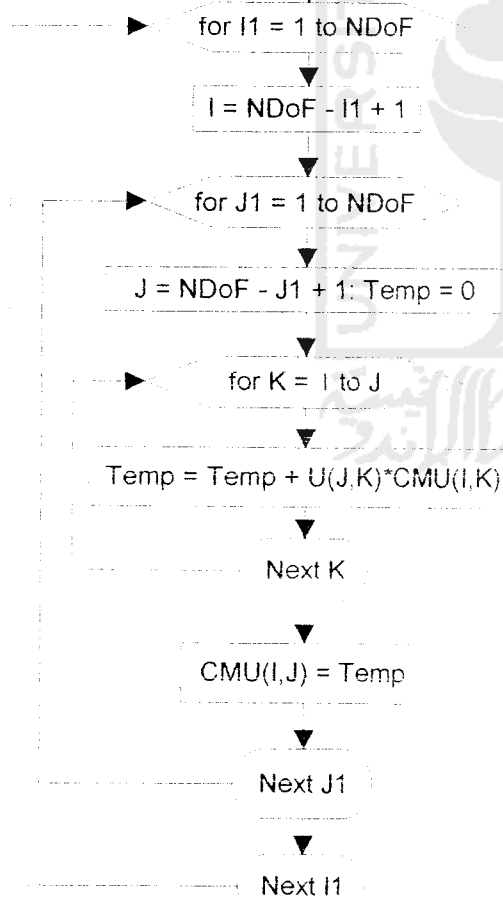 for I1 = 1 to NDoF
I = NDoF - I1 + 1
for J1 = 1 to NDoF
J = NDoF - J1 + 1: Temp = 0
for K = I to J
Temp = Temp + U(J,K)*CMU(I,K)
Next K
CMU(I,J) = Temp
Next J1
Next I1